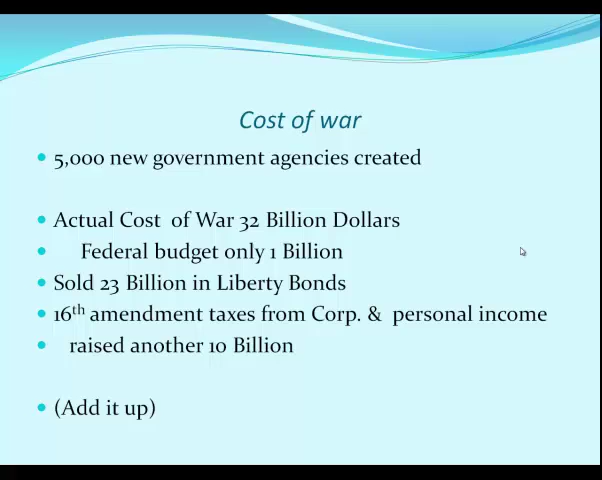 Cost of war
• 5,000 new government agencies created
• Actual Cost of War 32 Billion Dollars
• Federal budget only 1 Billion
• Sold 23 Billion in Liberty Bonds
• 16th amendment taxes from Corp. & personal income
• raised another 10 Billion
• (Add it up)